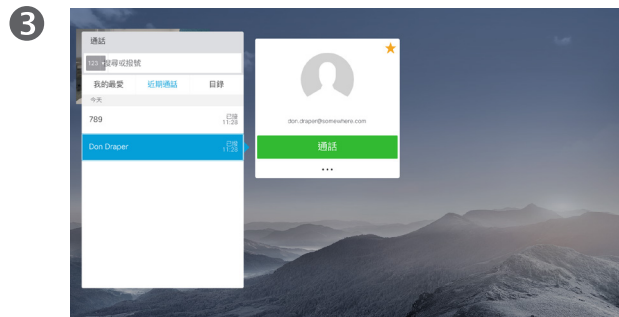 3
通話
123 搜尋或撥號
我的最愛 近期通話 目錄
今天
789 已撥
11:28
Don Draper 已撥
11:28
don.draper@somewhere.com
通話
...